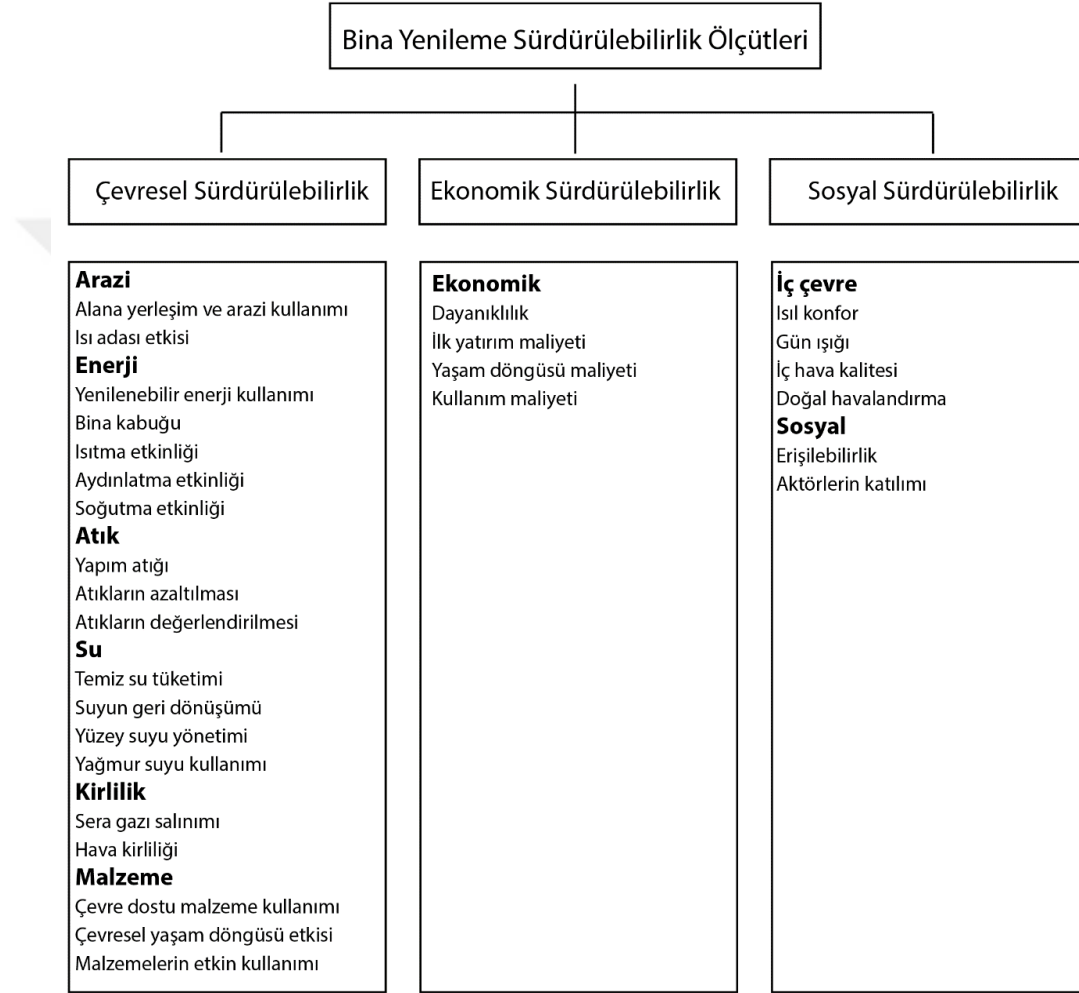 Bina Yenileme Sürdürülebilirlik Ölçütleri
Çevresel Sürdürülebilirlik
Ekonomik Sürdürülebilirlik
Sosyal Sürdürülebilirlik
Arazi
Alana yerleşim ve arazi kullanımı
Isı adası etkisi
Enerji
Yenilenebilir enerji kullanımı
Bina kabuğu
Isıtma etkinliği
Aydınlatma etkinliği
Soğutma etkinliği
Atık
Yapım atığı
Atıkların azaltılması
Atıkların değerlendirilmesi
Su
Temiz su tüketimi
Suyun geri dönüşümü
Yüzey suyu yönetimi
Yağmur suyu kullanımı
Kirlilik
Sera gazı salınımı
Hava kirliliği
Malzeme
Çevre dostu malzeme kullanımı
Çevresel yaşam döngüsü etkisi
Malzemelerin etkin kullanımı
Ekonomik
Dayanıklılık
İlk yatırım maliyeti
Yaşam döngüsü maliyeti
Kullanım maliyeti
İç çevre
Isıl konfor
Gün ışığı
İç hava kalitesi
Doğal havalandırma
Sosyal
Erişilebilirlik
Aktörlerin katılımı